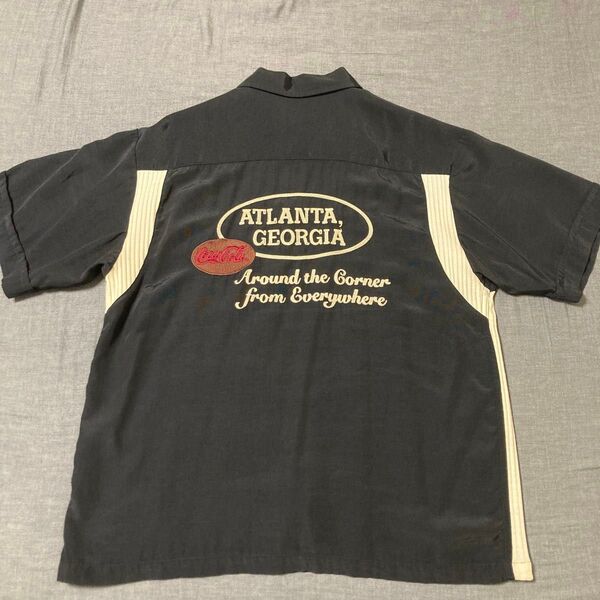 ATLANTA,
GEORGIA
Coca-Cola
Around the Corner
from Everywhere